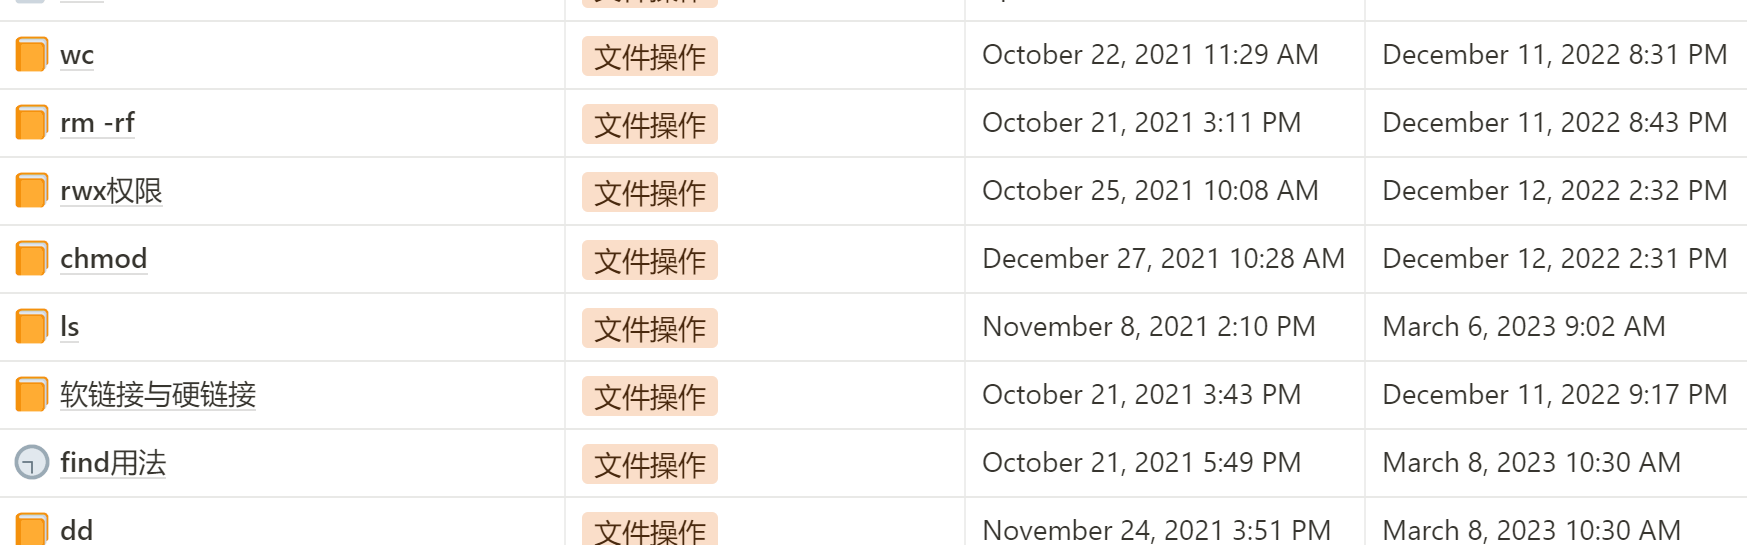 文件操作
wc 文件操作 October 22, 2021 11:29 AM December 11, 2022 8:31 PM
rm -rf 文件操作 October 21, 2021 3:11 PM December 11, 2022 8:43 PM
rwx权限 文件操作 October 25, 2021 10:08 AM December 12, 2022 2:32 PM
chmod 文件操作 December 27, 2021 10:28 AM December 12, 2022 2:31 PM
ls 文件操作 November 8, 2021 2:10 PM March 6, 2023 9:02 AM
软链接与硬链接 文件操作 October 21, 2021 3:43 PM December 11, 2022 9:17 PM
find用法 文件操作 October 21, 2021 5:49 PM March 8, 2023 10:30 AM
dd 文件操作 November 24, 2021 3:51 PM March 8, 2023 10:30 AM